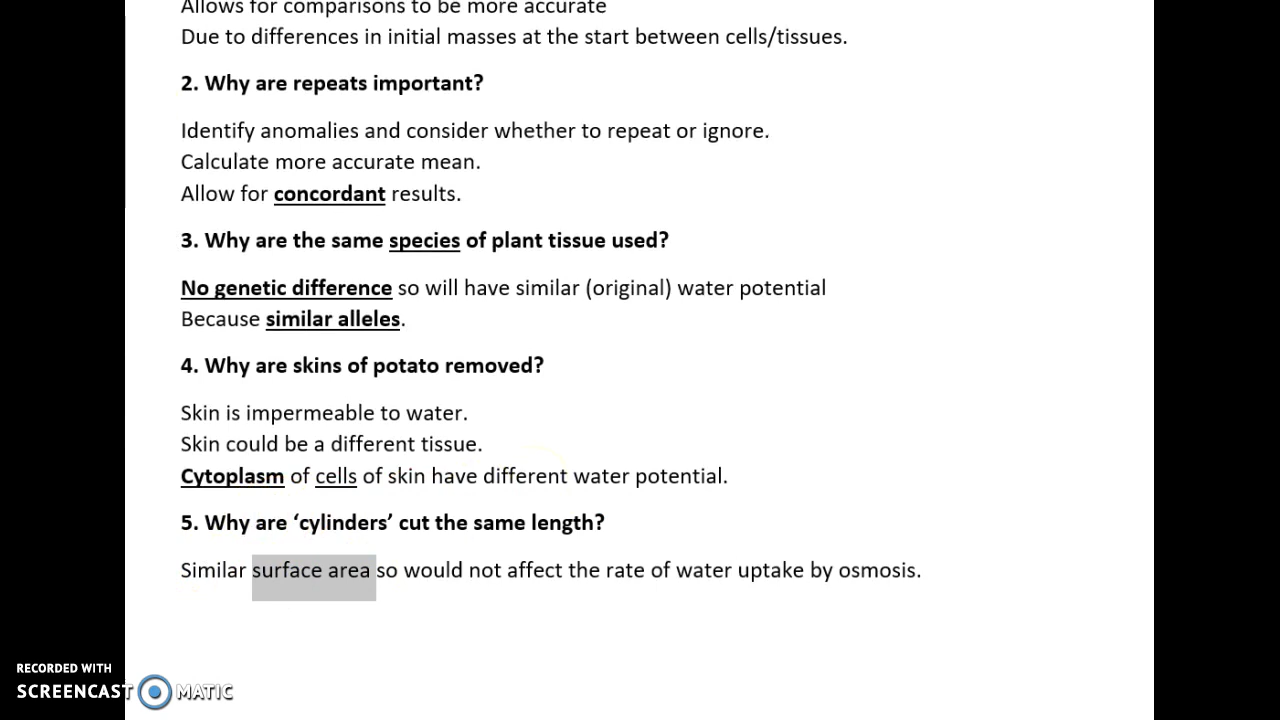 Allows for comparisons to be more accurate
Due to differences in initial masses at the start between cells/tissues.
2. Why are repeats important?
Identify anomalies and consider whether to repeat or ignore.
Calculate more accurate mean.
Allow for concordant results.
3. Why are the same species of plant tissue used?
No genetic difference so will have similar (original) water potential
Because similar alleles.
4. Why are skins of potato removed?
Skin is impermeable to water.
Skin could be a different tissue.
Cytoplasm of cells of skin have different water potential.
5. Why are ‘cylinders’ cut the same length?
Similar surface area so would not affect the rate of water uptake by osmosis.
RECORDED WITH
SCREENCAST MATIC